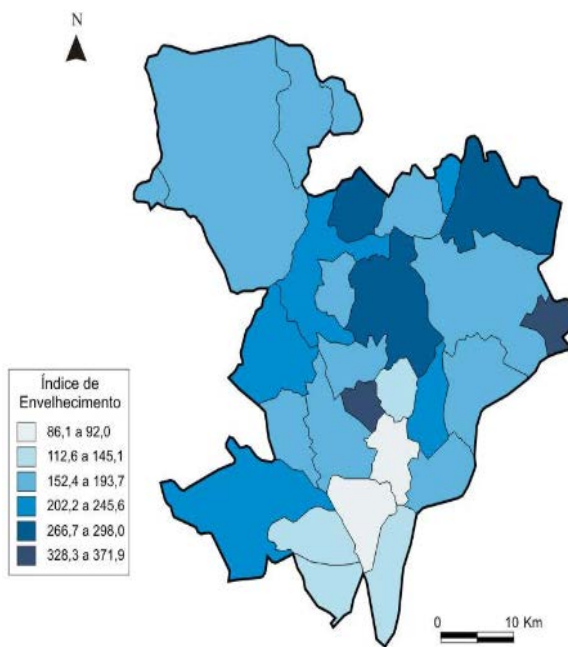 N
Índice de
Envelhecimento
86,1 a 92,0
112,6 a 145,1
152,4 a 193,7
202,2 a 245,6
266,7 a 298,0
328,3 a 371,9
0 10 Km